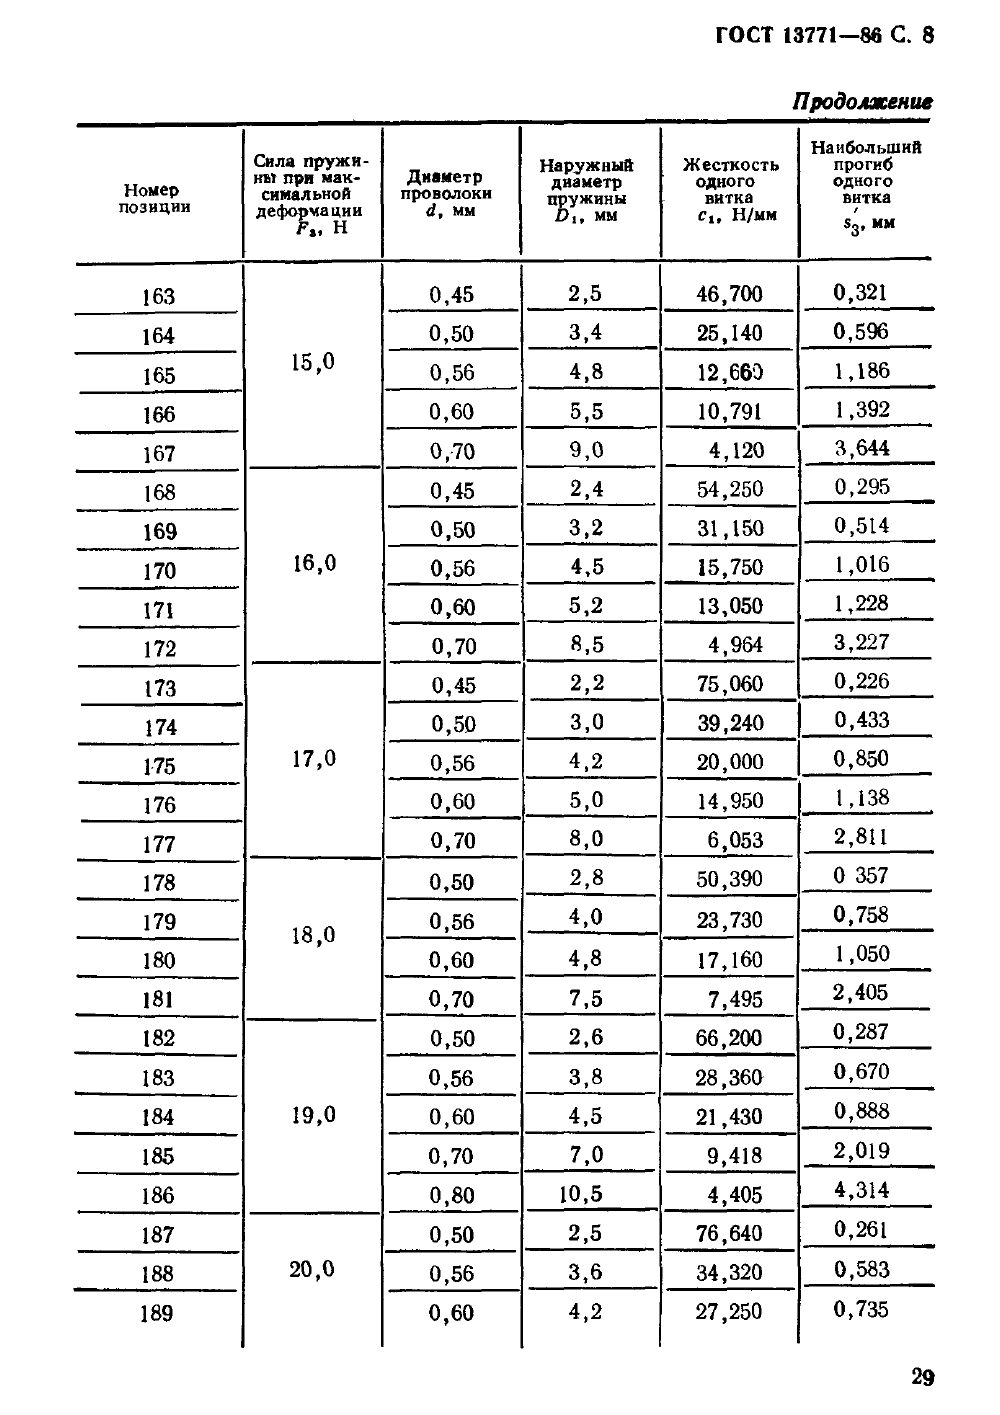 ГОСТ 13771—86 С. 8
Продолжение
Номер позиции | Сила пружи- ны при мак- симальной деформации F₃, Н | Диаметр проволоки d, мм | Наружный диаметр пружины D₁, мм | Жесткость одного витка c₁, Н/мм | Наибольший прогиб одного витка s′₃, мм
163 | 15,0 | 0,45 | 2,5 | 46,700 | 0,321
164 | 0,50 | 3,4 | 25,140 | 0,596
165 | 0,56 | 4,8 | 12,660 | 1,186
166 | 0,60 | 5,5 | 10,791 | 1,392
167 | 0,70 | 9,0 | 4,120 | 3,644
168 | 16,0 | 0,45 | 2,4 | 54,250 | 0,295
169 | 0,50 | 3,2 | 31,150 | 0,514
170 | 0,56 | 4,5 | 15,750 | 1,016
171 | 0,60 | 5,2 | 13,050 | 1,228
172 | 0,70 | 8,5 | 4,964 | 3,227
173 | 17,0 | 0,45 | 2,2 | 75,060 | 0,226
174 | 0,50 | 3,0 | 39,240 | 0,433
175 | 0,56 | 4,2 | 20,000 | 0,850
176 | 0,60 | 5,0 | 14,950 | 1,138
177 | 0,70 | 8,0 | 6,053 | 2,811
178 | 18,0 | 0,50 | 2,8 | 50,390 | 0 357
179 | 0,56 | 4,0 | 23,730 | 0,758
180 | 0,60 | 4,8 | 17,160 | 1,050
181 | 0,70 | 7,5 | 7,495 | 2,405
182 | 19,0 | 0,50 | 2,6 | 66,200 | 0,287
183 | 0,56 | 3,8 | 28,360 | 0,670
184 | 0,60 | 4,5 | 21,430 | 0,888
185 | 0,70 | 7,0 | 9,418 | 2,019
186 | 0,80 | 10,5 | 4,405 | 4,314
187 | 20,0 | 0,50 | 2,5 | 76,640 | 0,261
188 | 0,56 | 3,6 | 34,320 | 0,583
189 | 0,60 | 4,2 | 27,250 | 0,735
29